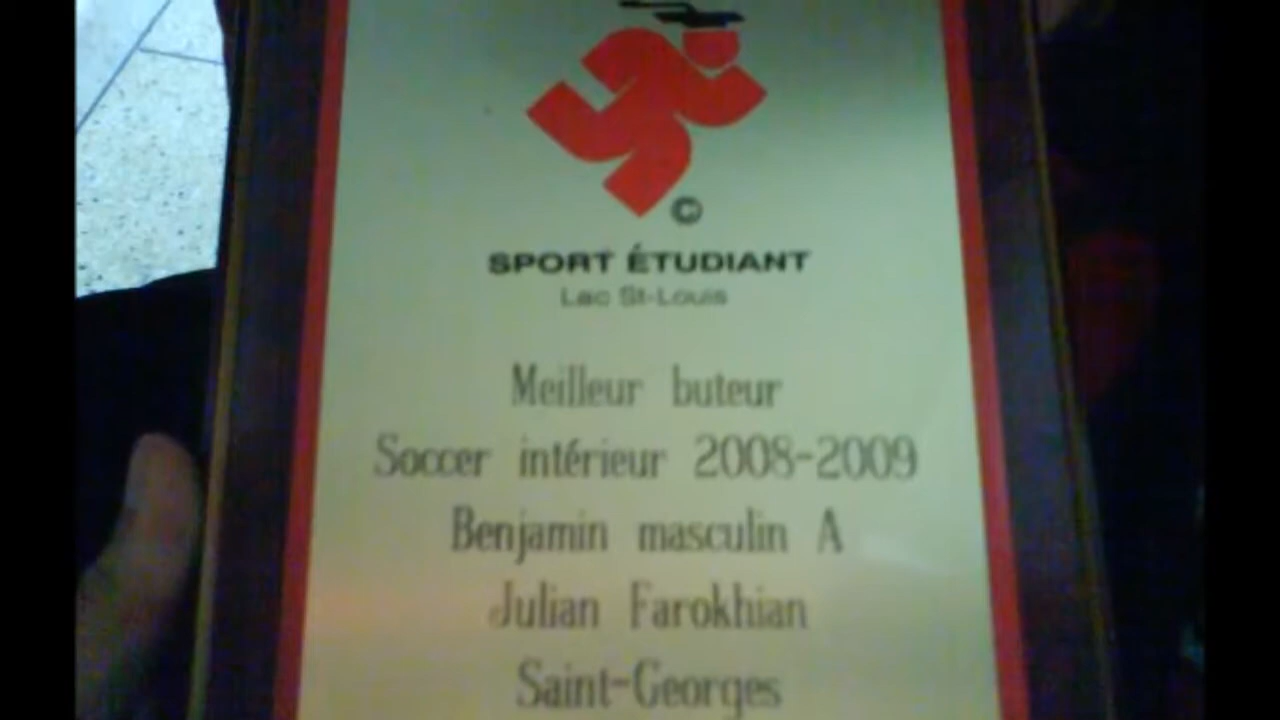 ©
SPORT ÉTUDIANT
Lac St-Louis
Meilleur buteur
Soccer intérieur 2008-2009
Benjamin masculin A
Julian Farokhian
Saint-Georges